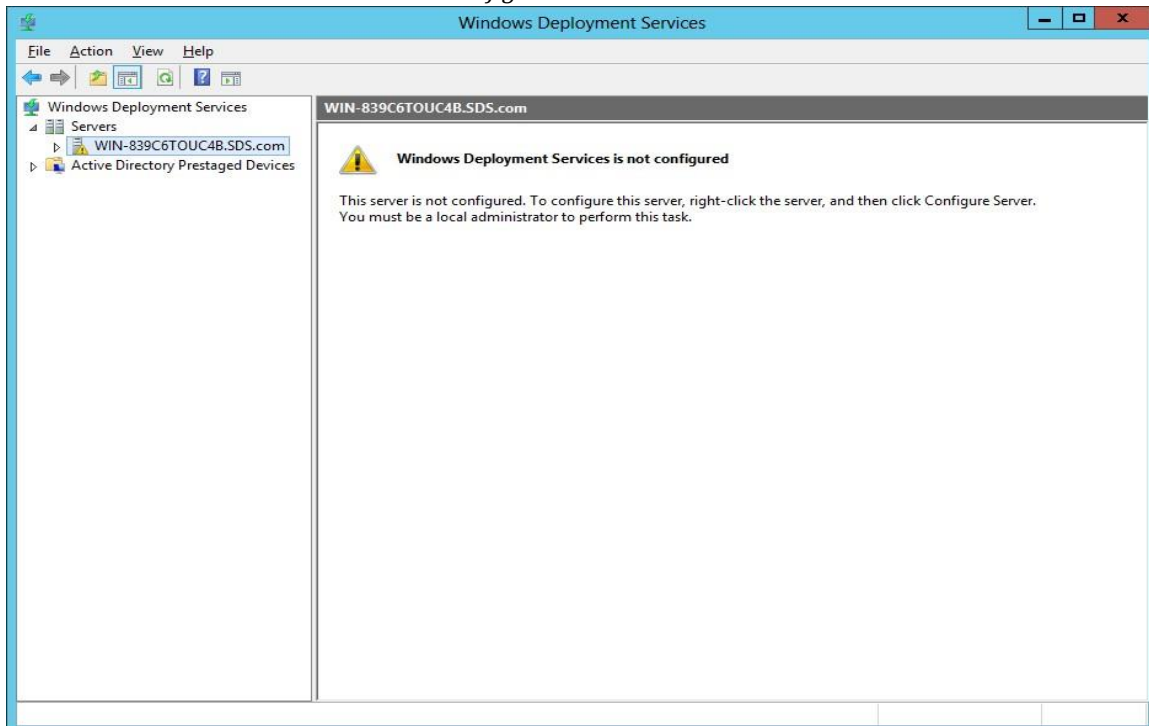 Windows Deployment Services
File Action View Help
Windows Deployment Services
Servers
WIN-839C6TOUC4B.SDS.com
Active Directory Prestaged Devices
WIN-839C6TOUC4B.SDS.com
Windows Deployment Services is not configured
This server is not configured. To configure this server, right-click the server, and then click Configure Server.
You must be a local administrator to perform this task.